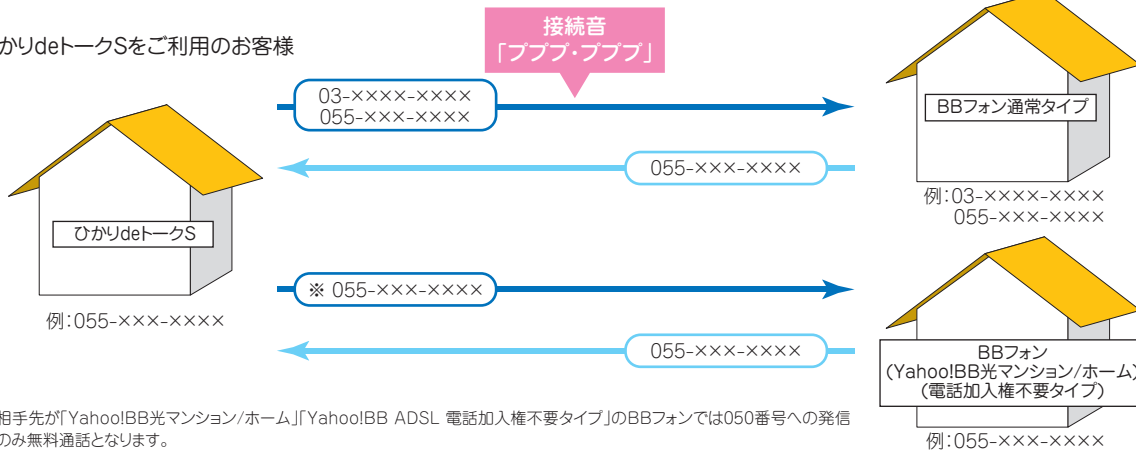 かりdeトークSをご利用のお客様
接続音
「プププ・プププ」
03-××××-××××
055-×××-××××
BBフォン通常タイプ
055-×××-××××
例:03-××××-××××
055-×××-××××
ひかりdeトークS
例:055-×××-××××
※ 055-×××-××××
055-×××-××××
BBフォン
(Yahoo!BB光マンション/ホーム)
(電話加入権不要タイプ)
例:055-×××-××××
相手先が「Yahoo!BB光マンション/ホーム」「Yahoo!BB ADSL 電話加入権不要タイプ」のBBフォンでは050番号への発信
のみ無料通話となります。